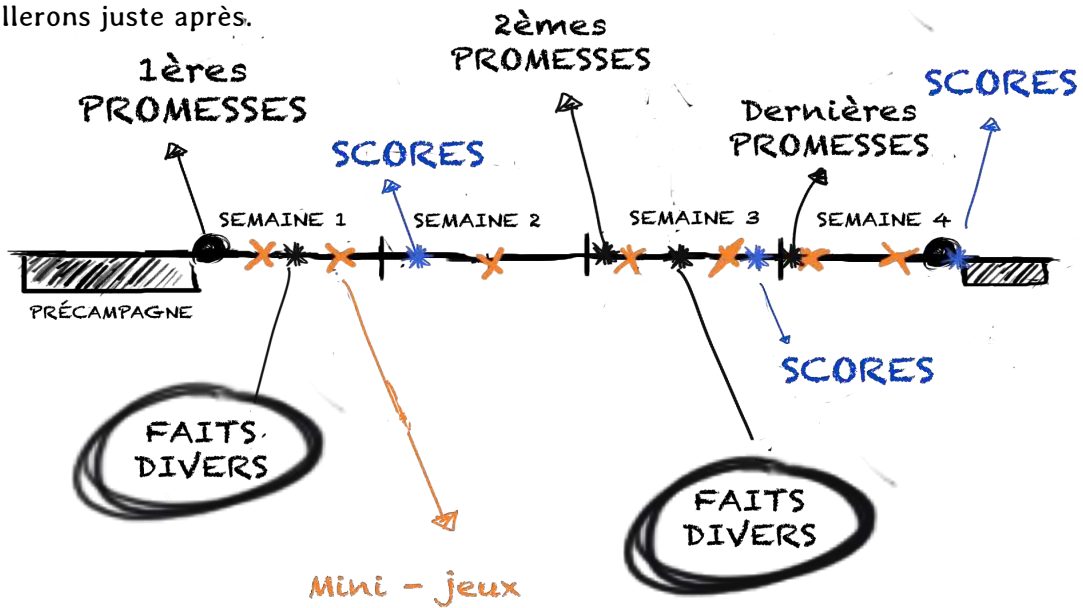 llerons juste après.
2èmes
PROMESSES
1ères
PROMESSES
SCORES
Dernières
PROMESSES
SCORES
SEMAINE 1
SEMAINE 2
SEMAINE 3
SEMAINE 4
PRÉCAMPAGNE
SCORES
FAITS
DIVERS
FAITS
DIVERS
Mini - jeux